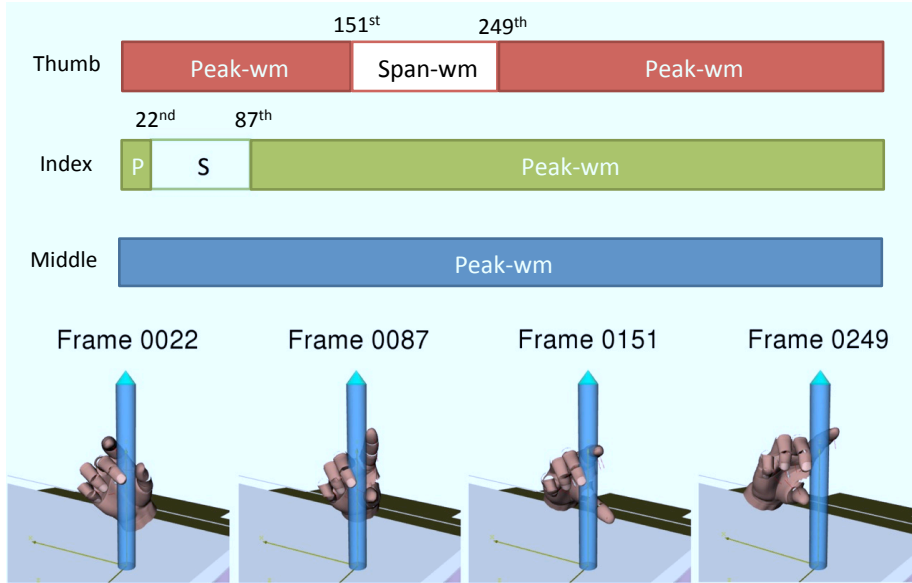 151st 249th
Thumb Peak-wm Span-wm Peak-wm
22nd 87th
Index P S Peak-wm
Middle Peak-wm
Frame 0022 Frame 0087 Frame 0151 Frame 0249